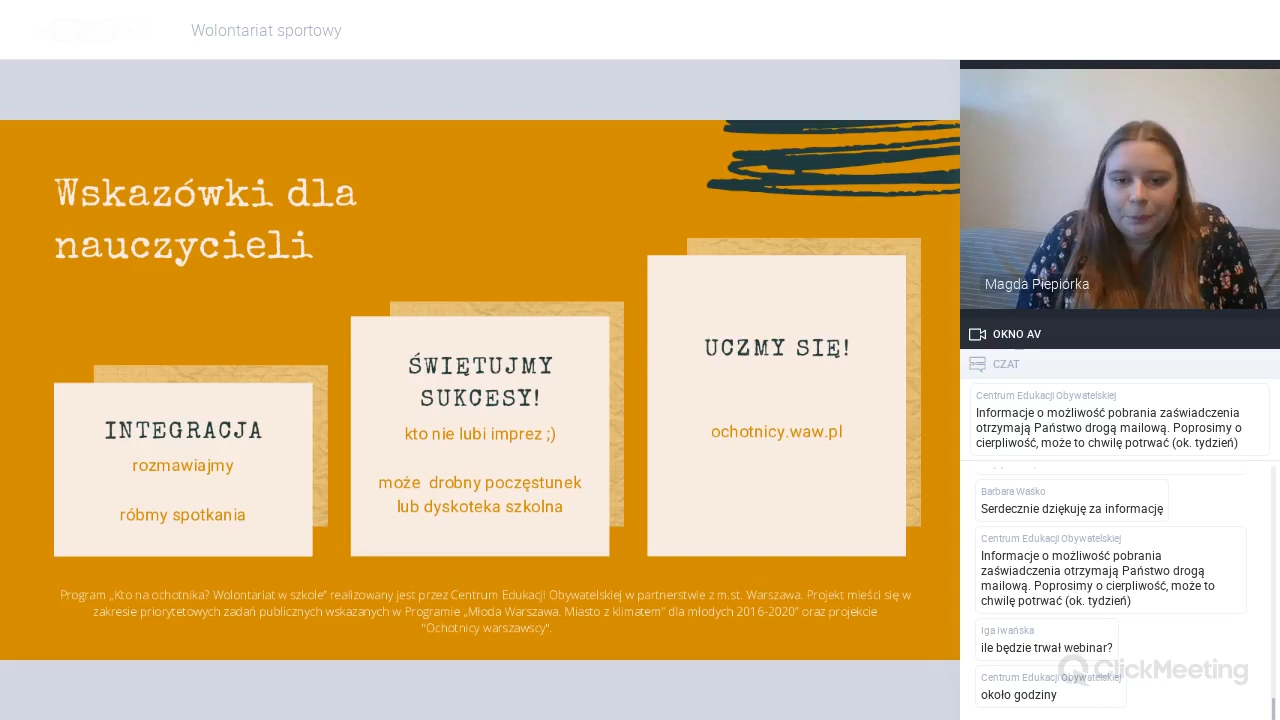 Wolontariat sportowy
Wskazówki dla
nauczycieli
INTEGRACJA
rozmawiajmy
róbmy spotkania
ŚWIĘTUJMY
SUKCESY!
kto nie lubi imprez ;)
może drobny poczęstunek
lub dyskoteka szkolna
UCZMY SIĘ!
ochotnicy.waw.pl
Program „Kto na ochotnika? Wolontariat w szkole” realizowany jest przez Centrum Edukacji Obywatelskiej w partnerstwie z m.st. Warszawa. Projekt mieści się w
zakresie priorytetowych zadań publicznych wskazanych w Programie „Młoda Warszawa. Miasto z klimatem” dla młodych 2016-2020” oraz projekcie
"Ochotnicy warszawscy".
Magda Piepiórka
OKNO AV
CZAT
Centrum Edukacji Obywatelskiej
Informacje o możliwość pobrania zaświadczenia
otrzymają Państwo drogą mailową. Poprosimy o
cierpliwość, może to chwilę potrwać (ok. tydzień)
Barbara Waśko
Serdecznie dziękuję za informację
Centrum Edukacji Obywatelskiej
Informacje o możliwość pobrania
zaświadczenia otrzymają Państwo drogą
mailową. Poprosimy o cierpliwość, może to
chwilę potrwać (ok. tydzień)
Iga Iwańska
ile będzie trwał webinar?
Centrum Edukacji Obywatelskiej
około godziny
ClickMeeting